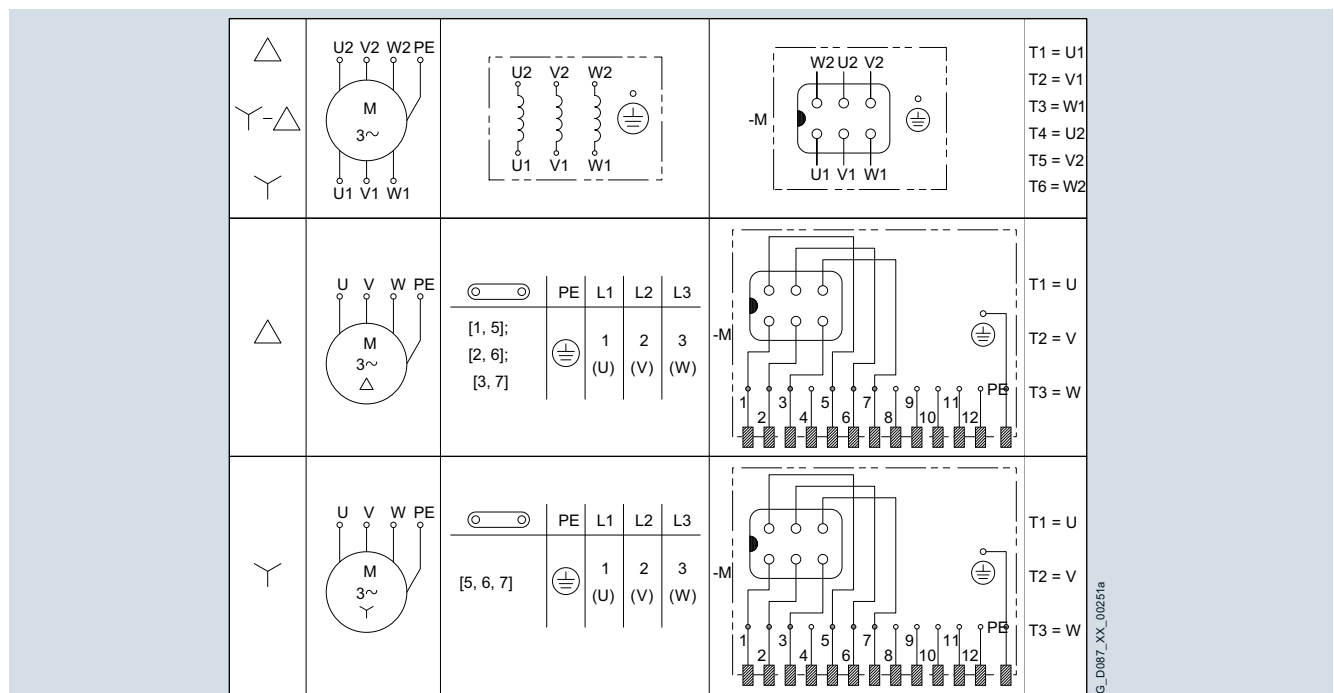 U2 V2 W2 PE
M
3~
U1 V1 W1
U2 V2 W2
U1 V1 W1
W2 U2 V2
-M
U1 V1 W1
T1 = U1
T2 = V1
T3 = W1
T4 = U2
T5 = V2
T6 = W2
U V W PE
M
3~
PE L1 L2 L3
[1, 5];
[2, 6];
[3, 7]
1 2 3
(U) (V) (W)
-M
PE
1 2 3 4 5 6 7 8 9 10 11 12
T1 = U
T2 = V
T3 = W
U V W PE
M
3~
PE L1 L2 L3
[5, 6, 7]
1 2 3
(U) (V) (W)
-M
PE
1 2 3 4 5 6 7 8 9 10 11 12
T1 = U
T2 = V
T3 = W
G_D087_XX_00251a